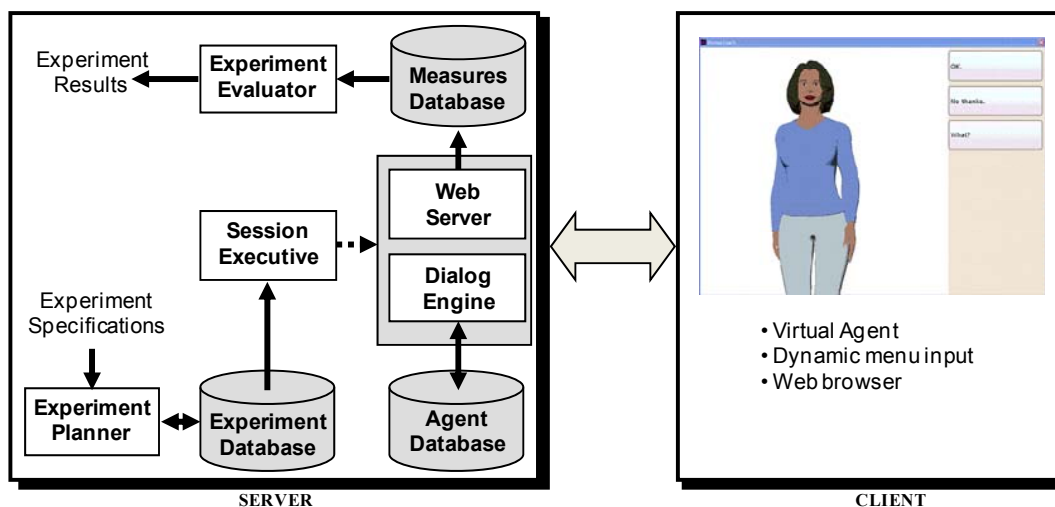 Experiment
Results
Experiment
Evaluator
Measures
Database
Web
Server
Session
Executive
Dialog
Engine
Experiment
Specifications
Experiment
Planner
Experiment
Database
Agent
Database
SERVER
OK.
No thanks.
What?
• Virtual Agent
• Dynamic menu input
• Web browser
CLIENT